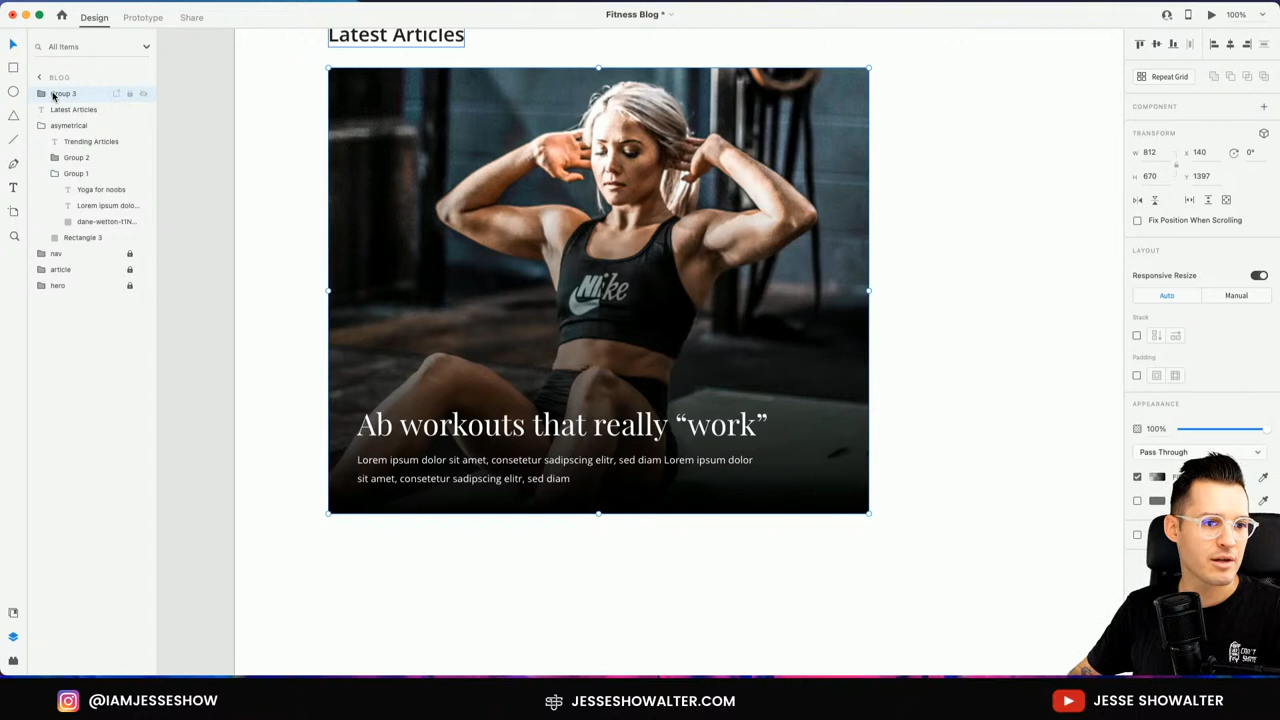 Design
Prototype
Share
Fitness Blog *
100%
All Items
BLOG
Group 3
Latest Articles
asymetrical
Trending Articles
Group 2
Group 1
Yoga for noobs
Lorem ipsum dolo...
dane-wetton-t1N...
Rectangle 3
nav
article
hero
Latest Articles
Nike
Ab workouts that really “work”
Lorem ipsum dolor sit amet, consetetur sadipscing elitr, sed diam Lorem ipsum dolor
sit amet, consetetur sadipscing elitr, sed diam
Repeat Grid
COMPONENT
TRANSFORM
W 812 X 140 0°
H 670 Y 1397
Fix Position When Scrolling
LAYOUT
Responsive Resize
Auto Manual
Stack
Padding
APPEARANCE
100%
Pass Through
@IAMJESSESHOW
JESSESHOWALTER.COM
JESSE SHOWALTER